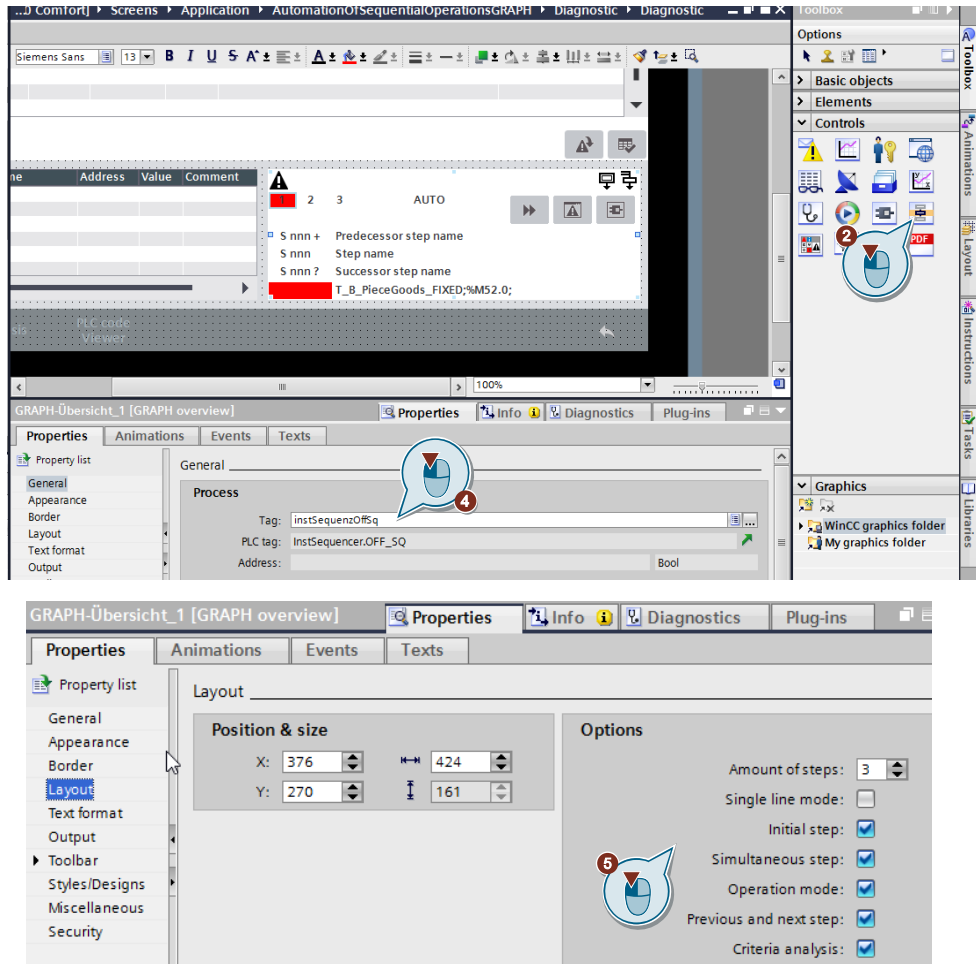 ...0 Comfort] ▸ Screens ▸ Application ▸ AutomationOfSequentialOperationsGRAPH ▸ Diagnostic ▸ Diagnostic
Toolbox
Options
Siemens Sans 13 B I U S A
Basic objects
Elements
Controls
ne Address Value Comment
1 2 3 AUTO
S nnn + Predecessor step name
S nnn Step name
S nnn ? Successor step name
T_B_PieceGoods_FIXED;%M52.0;
sis PLC code
Viewer
2
PDF
100%
GRAPH-Übersicht_1 [GRAPH overview] Properties Info Diagnostics Plug-ins
Properties Animations Events Texts
Property list
General
Appearance
Border
Layout
Text format
Output
General
Process
Tag: instSequenzOffSq
PLC tag: InstSequencer.OFF_SQ
Address: Bool
4
Graphics
WinCC graphics folder
My graphics folder
Toolbox
Animations
Layout
Instructions
Tasks
Libraries
GRAPH-Übersicht_1 [GRAPH overview] Properties Info Diagnostics Plug-ins
Properties Animations Events Texts
Property list
General
Appearance
Border
Layout
Text format
Output
Toolbar
Styles/Designs
Miscellaneous
Security
Layout
Position & size
X: 376 424
Y: 270 161
Options
Amount of steps: 3
Single line mode:
Initial step:
Simultaneous step:
Operation mode:
Previous and next step:
Criteria analysis:
5